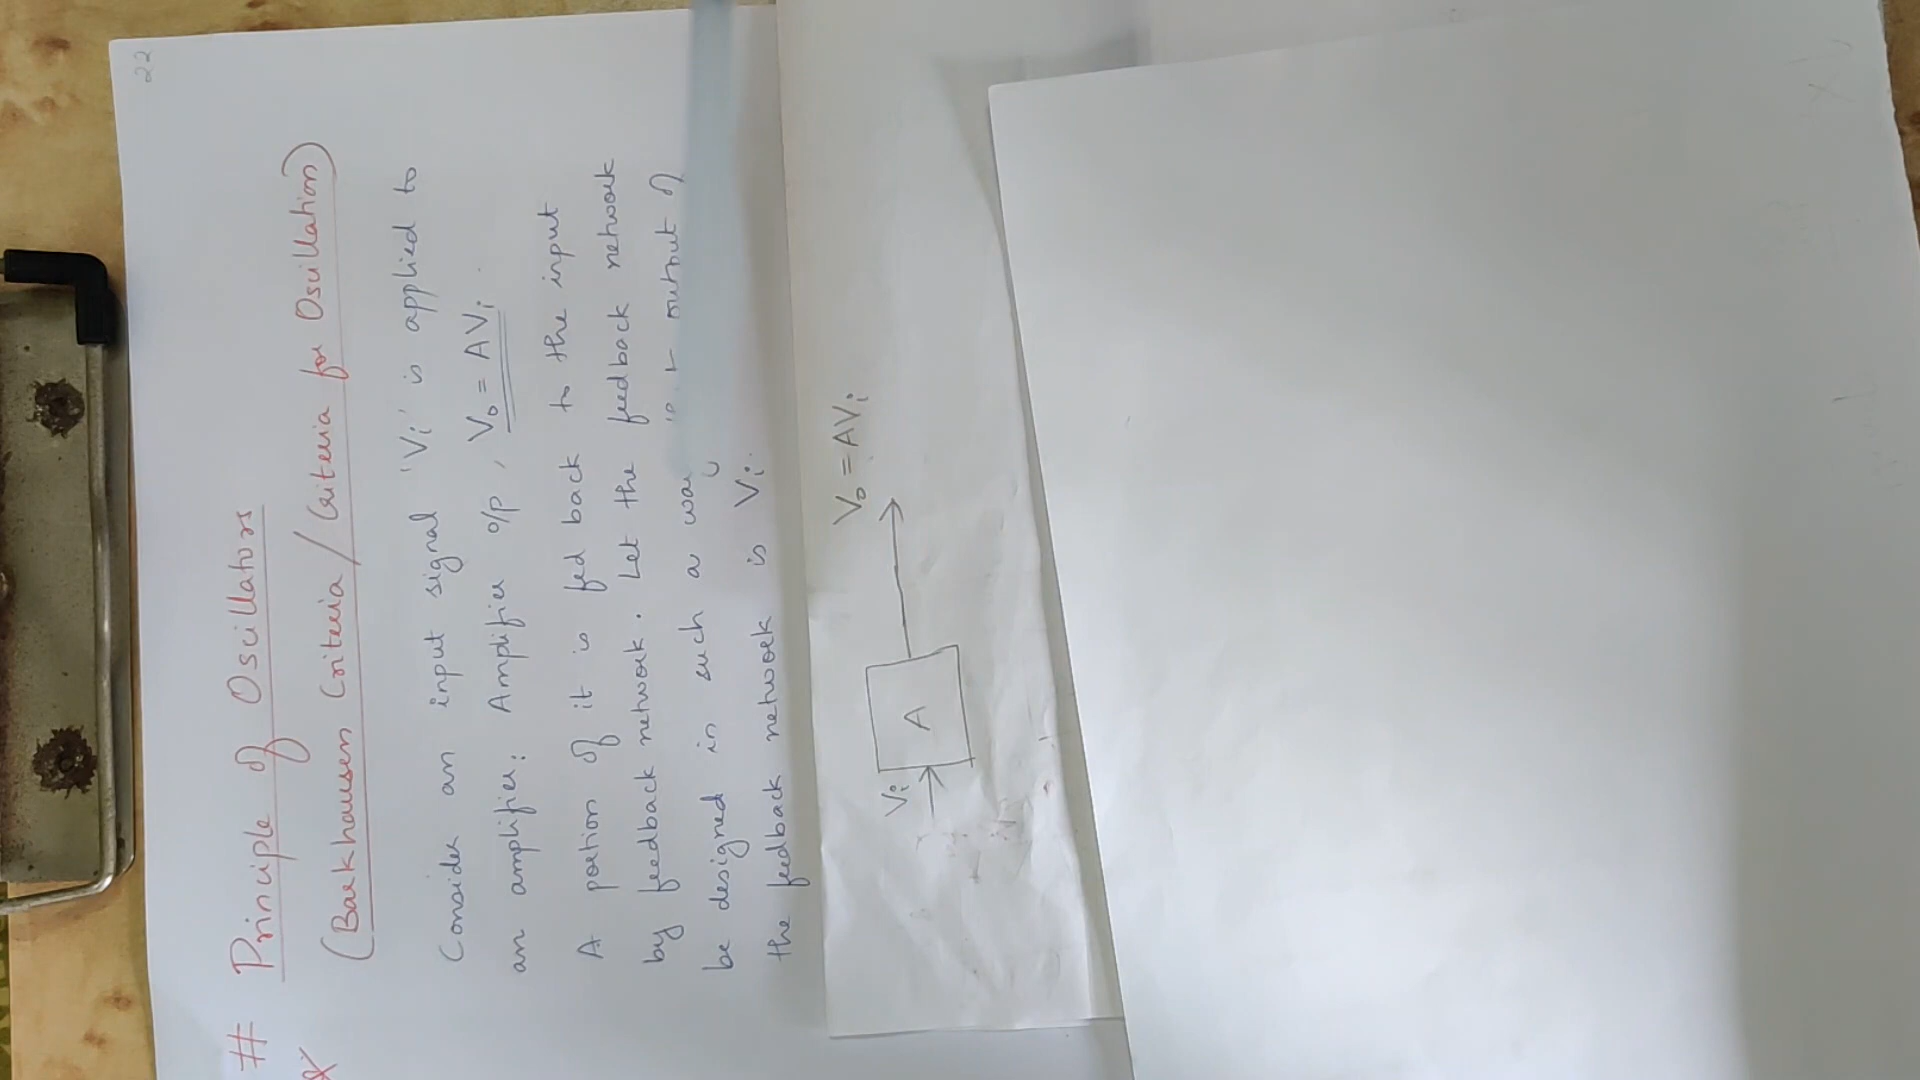 22
# Principle of Oscillators
(Barkhausen Criteria / Criteria for Oscillation)
Consider an input signal 'Vi' is applied to
an amplifier: Amplifier o/p, Vo = AVi.
A portion of it is fed back to the input
by feedback network. Let the feedback network
be designed in such a output of
the feedback network is Vi.
Vi A Vo = AVi